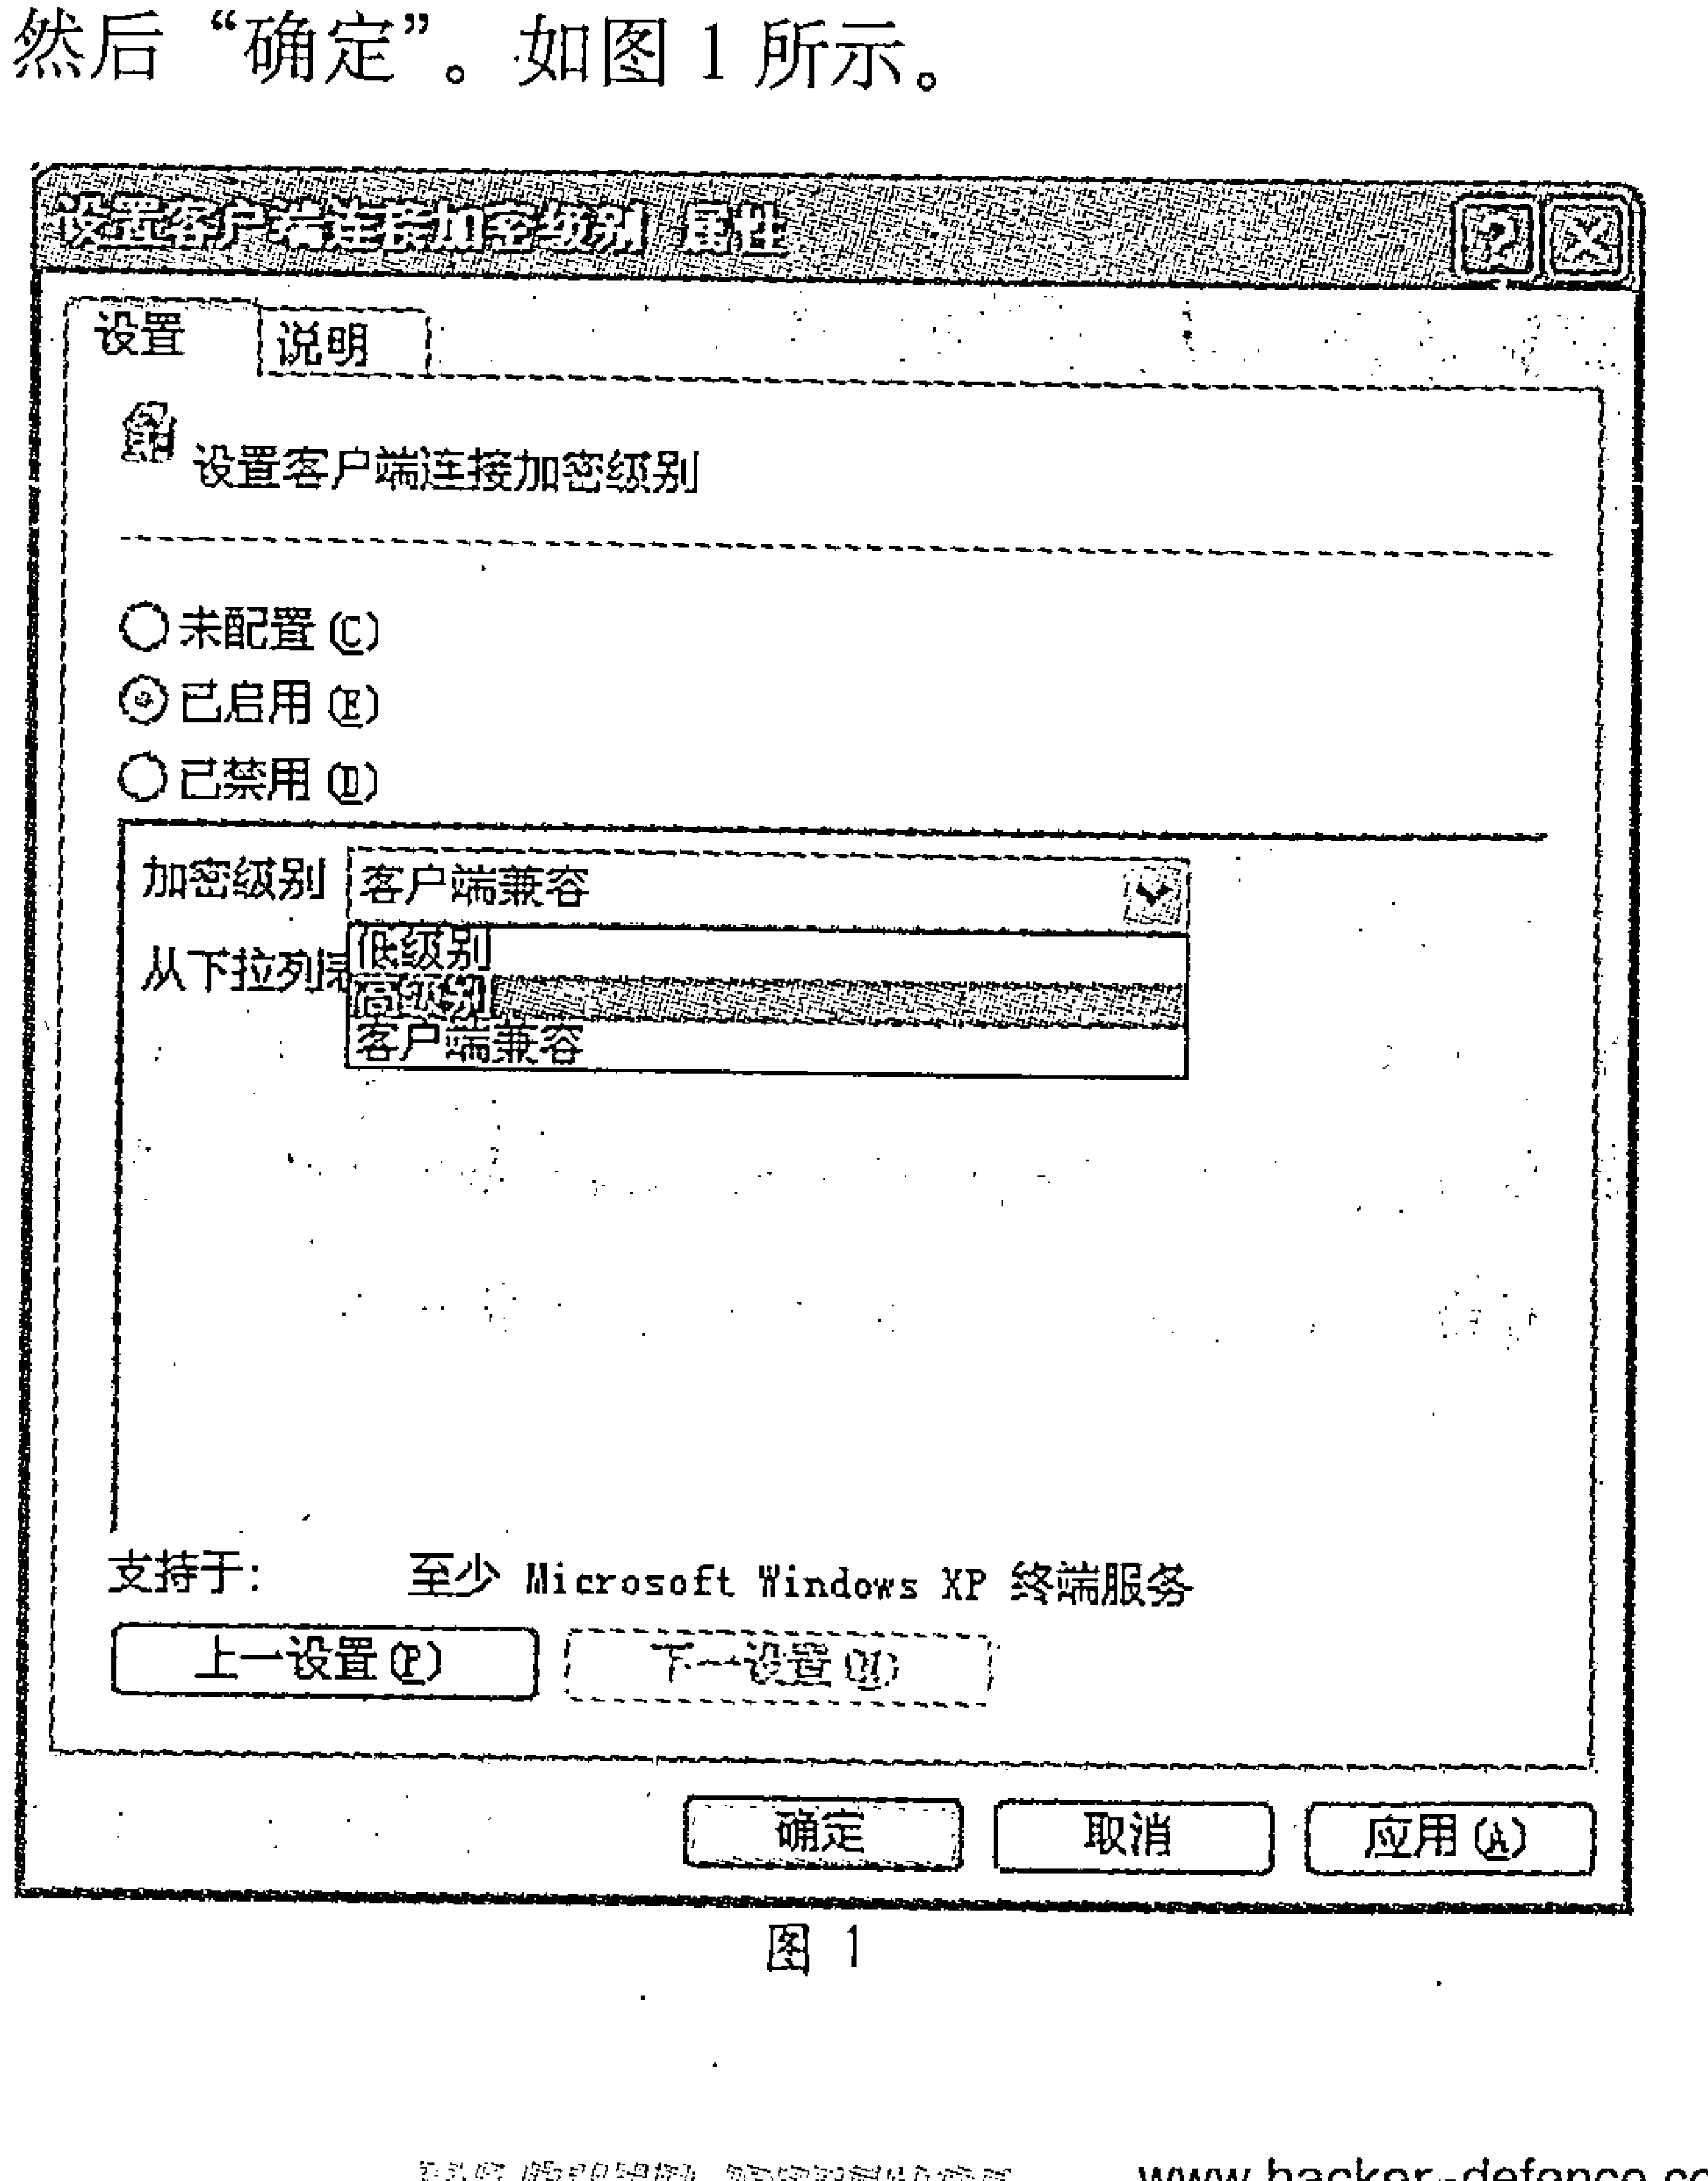 然后“确定”。如图 1 所示。
设置客户端连接加密级别 属性
设置 说明
设置客户端连接加密级别
未配置(C)
已启用(E)
已禁用(D)
加密级别 客户端兼容
低级别
从下拉列表
高级别
客户端兼容
支持于: 至少 Microsoft Windows XP 终端服务
上一设置(P) 下一设置(N)
确定 取消 应用(A)
图 1